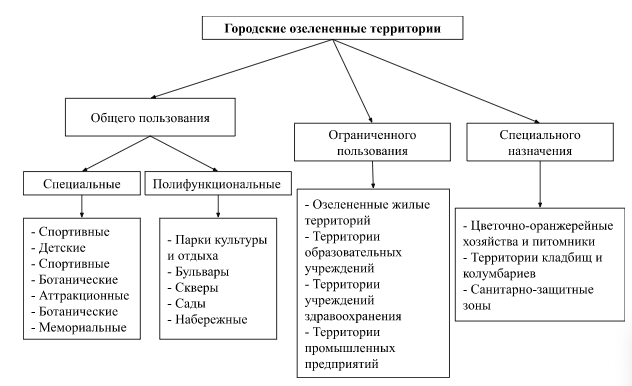 Городские озелененные территории
Общего пользования
Ограниченного
пользования
Специального
назначения
Специальные
Полифункциональные
- Спортивные
- Детские
- Спортивные
- Ботанические
- Аттракционные
- Ботанические
- Мемориальные
- Парки культуры
и отдыха
- Бульвары
- Скверы
- Сады
- Набережные
- Озелененные жилые
территорий
- Территории
образовательных
учреждений
- Территории
учреждений
здравоохранения
- Территории
промышленных
предприятий
- Цветочно-оранжерейные
хозяйства и питомники
- Территории кладбищ и
колумбариев
- Санитарно-защитные
зоны